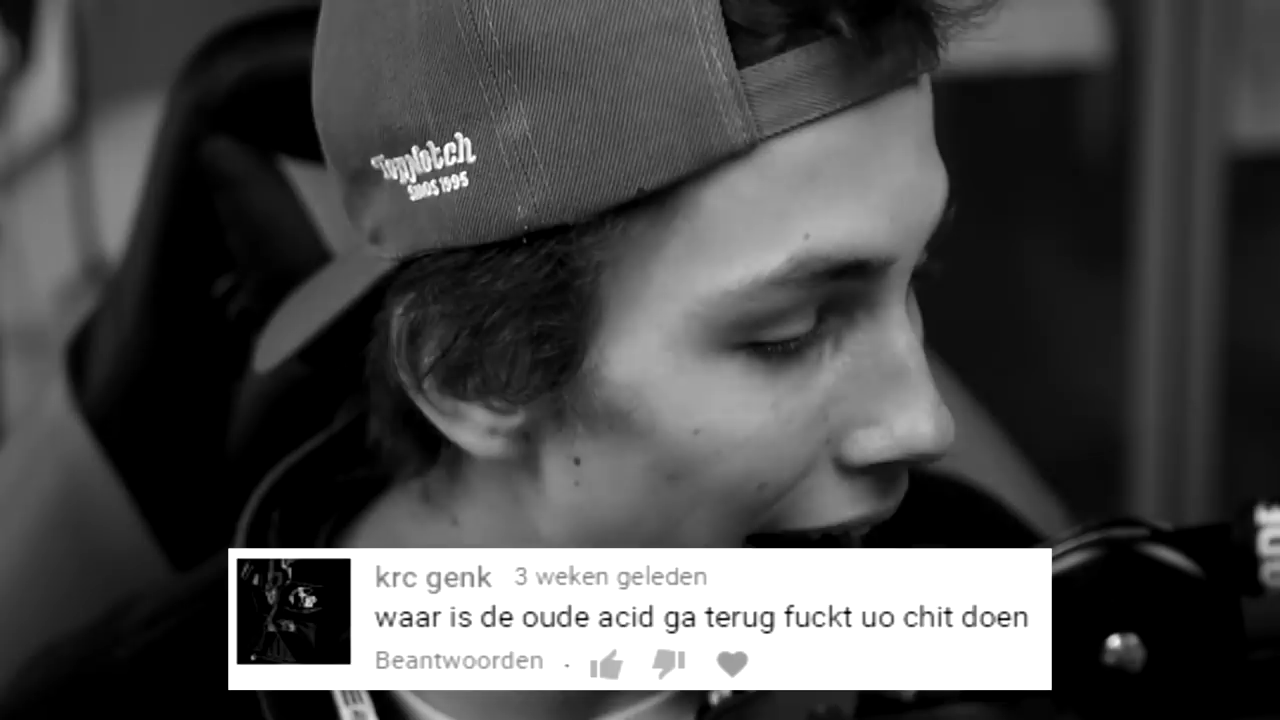 TopNotch
SINDS 1995
krc genk 3 weken geleden
waar is de oude acid ga terug fuckt uo chit doen
Beantwoorden